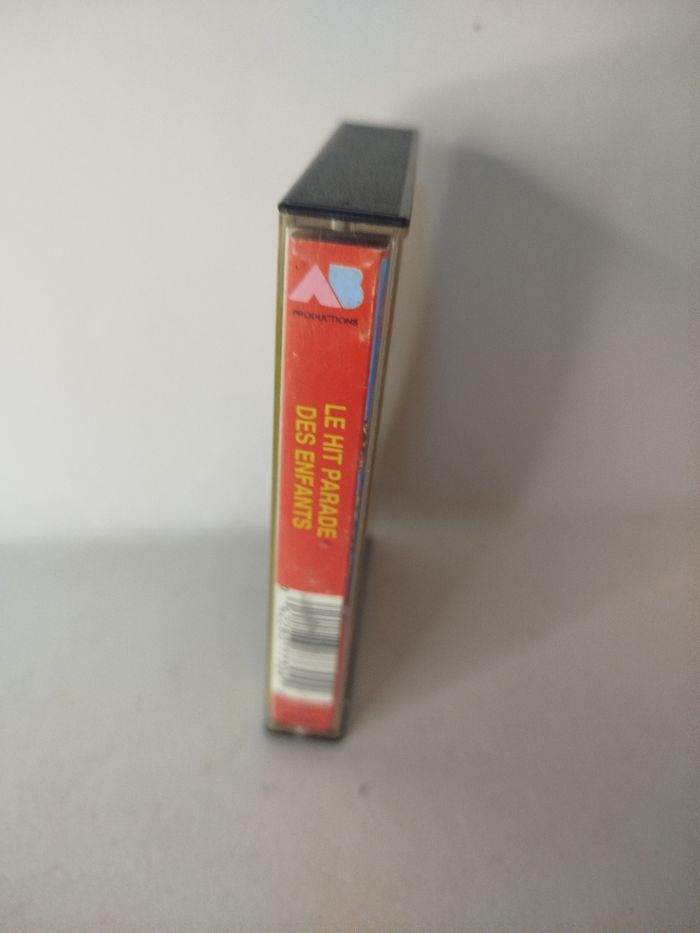 AB
PRODUCTIONS
LE HIT PARADE
DES ENFANTS